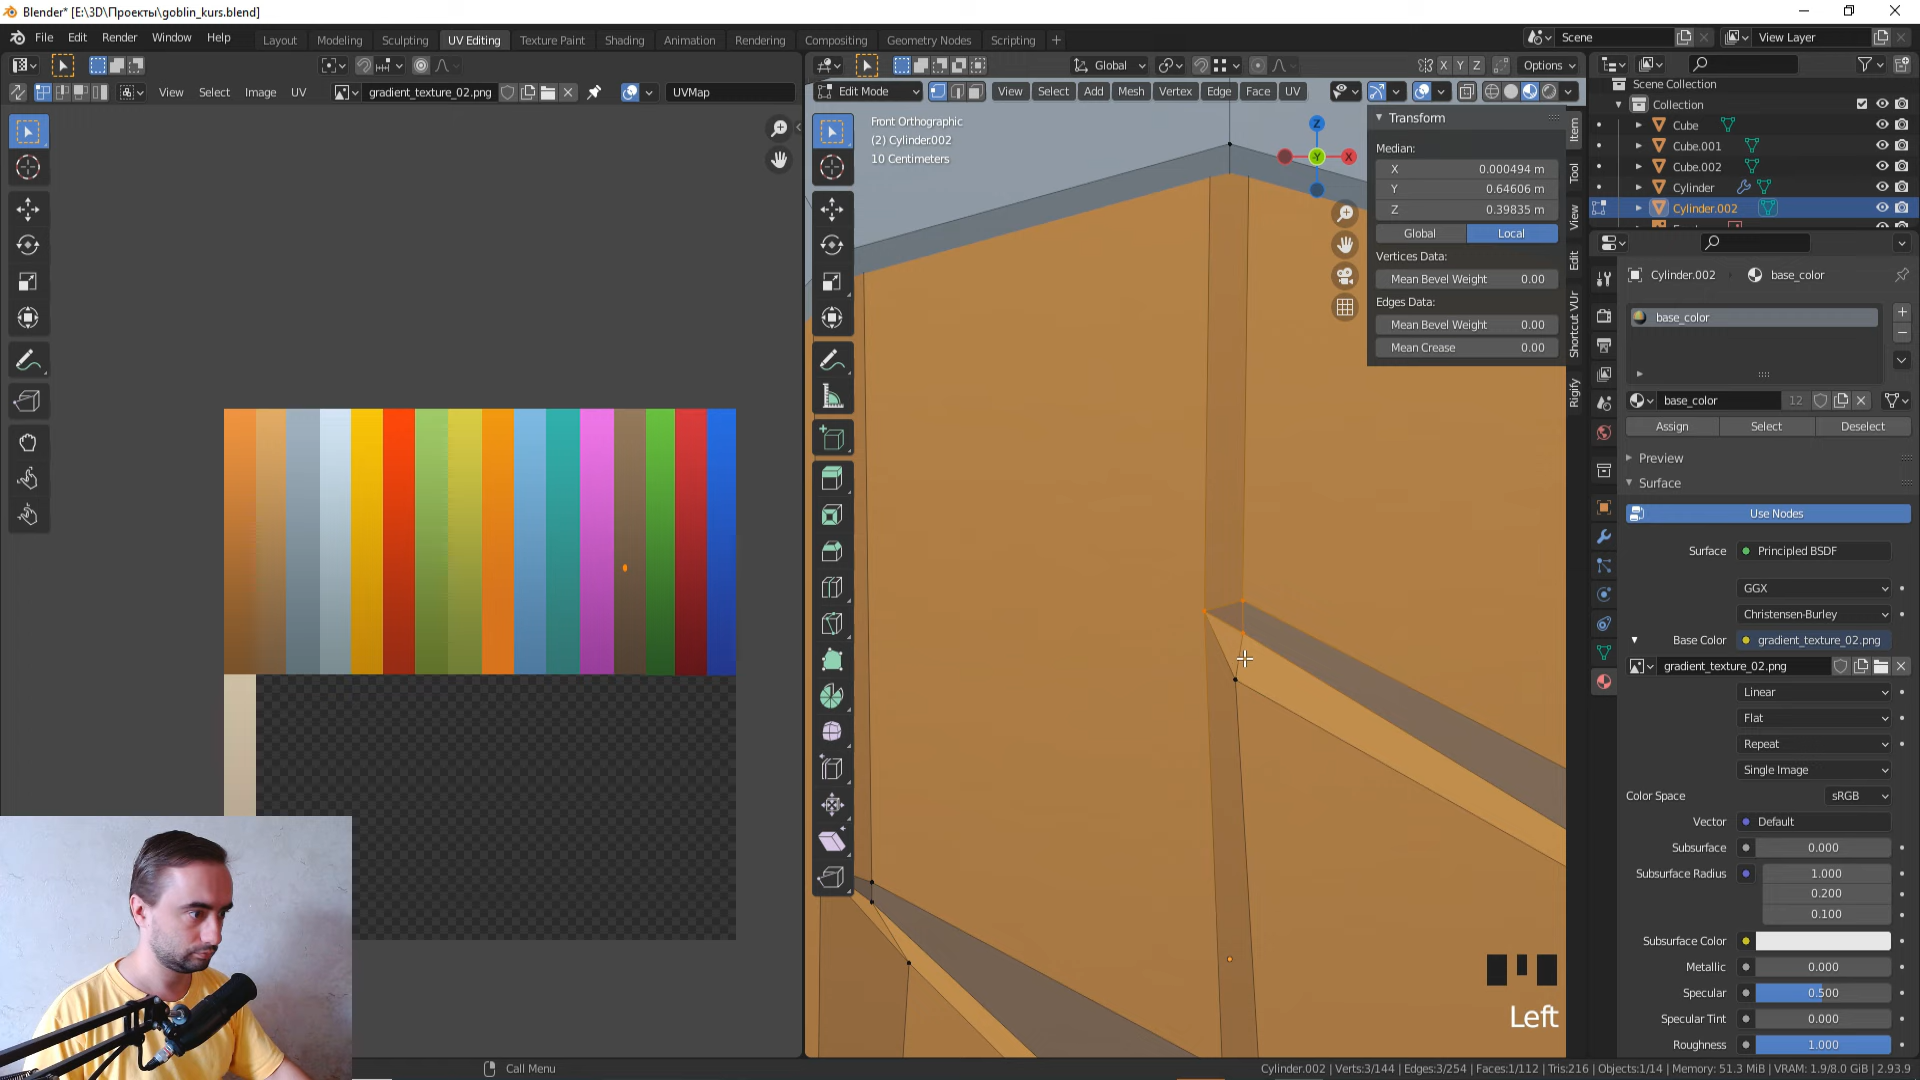 Blender* [E:\3D\Проекты\goblin_kurs.blend]
File Edit Render Window Help
Layout Modeling Sculpting UV Editing Texture Paint Shading Animation Rendering Compositing Geometry Nodes Scripting +
Scene
View Layer
Global
X Y Z
Options
View Select Image UV
gradient_texture_02.png
UVMap
Edit Mode
View Select Add Mesh Vertex Edge Face UV
Front Orthographic
(2) Cylinder.002
10 Centimeters
Z
Y
X
Transform
Median:
X 0.000494 m
Y 0.64606 m
Z 0.39835 m
Global Local
Vertices Data:
Mean Bevel Weight 0.00
Edges Data:
Mean Bevel Weight 0.00
Mean Crease 0.00
Item
Tool
View
Edit
Shortcut VUr
Rigify
Scene Collection
Collection
Cube
Cube.001
Cube.002
Cylinder
Cylinder.002
Cylinder.002 base_color
base_color
base_color 12
Assign Select Deselect
Preview
Surface
Use Nodes
Surface Principled BSDF
GGX
Christensen-Burley
Base Color gradient_texture_02.png
gradient_texture_02.png
Linear
Flat
Repeat
Single Image
Color Space sRGB
Vector Default
Subsurface 0.000
Subsurface Radius 1.000
0.200
0.100
Subsurface Color
Metallic 0.000
Specular 0.500
Specular Tint 0.000
Roughness 1.000
Left
Call Menu
Cylinder.002 | Verts:3/144 | Edges:3/254 | Faces:1/112 | Tris:216 | Objects:1/14 | Memory: 51.3 MiB | VRAM: 1.9/8.0 GiB | 2.93.9